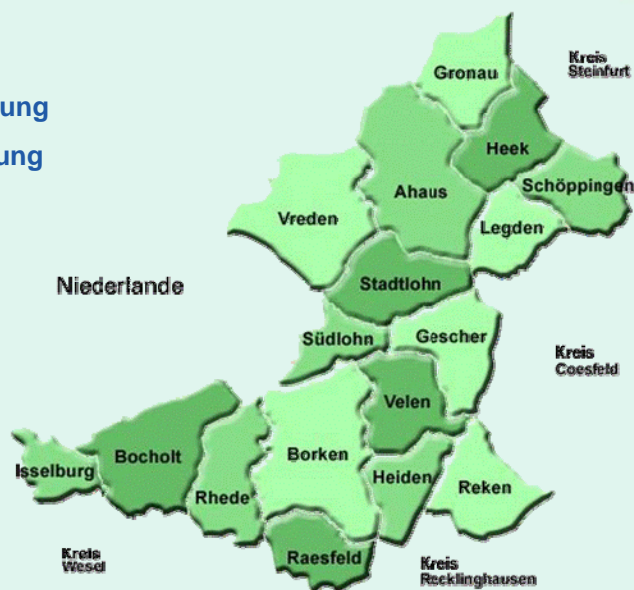 Gronau
Kreis
Steinfurt
ung
Heek
ung
Ahaus
Schöppingen
Vreden
Legden
Niederlande
Stadtlohn
Südlohn
Gescher
Kreis
Coesfeld
Velen
Isselburg
Bocholt
Borken
Heiden
Rhede
Reken
Kreis
Wesel
Raesfeld
Kreis
Recklinghausen